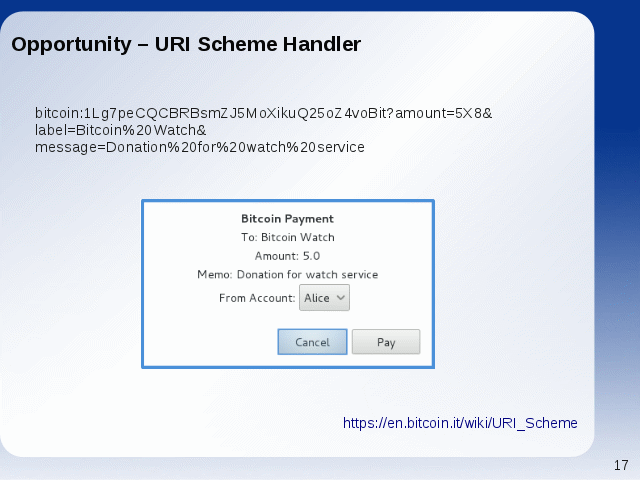 Opportunity – URI Scheme Handler
bitcoin:1Lg7peCQCBRBsmZJ5MoXikuQ25oZ4voBit?amount=5X8&
label=Bitcoin%20Watch&
message=Donation%20for%20watch%20service
Bitcoin Payment
To: Bitcoin Watch
Amount: 5.0
Memo: Donation for watch service
From Account: Alice
Cancel Pay
https://en.bitcoin.it/wiki/URI_Scheme
17